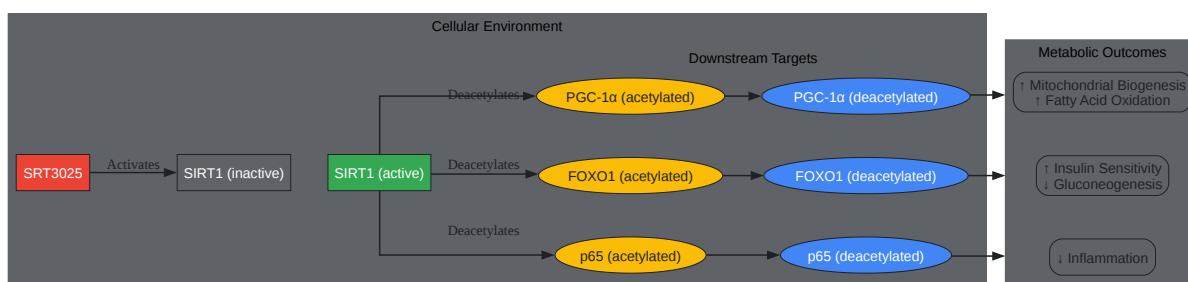 Cellular Environment
Downstream Targets
Metabolic Outcomes
SRT3025
Activates
SIRT1 (inactive)
SIRT1 (active)
Deacetylates
PGC-1α (acetylated)
PGC-1α (deacetylated)
↑ Mitochondrial Biogenesis
↑ Fatty Acid Oxidation
Deacetylates
FOXO1 (acetylated)
FOXO1 (deacetylated)
↑ Insulin Sensitivity
↓ Gluconeogenesis
Deacetylates
p65 (acetylated)
p65 (deacetylated)
↓ Inflammation